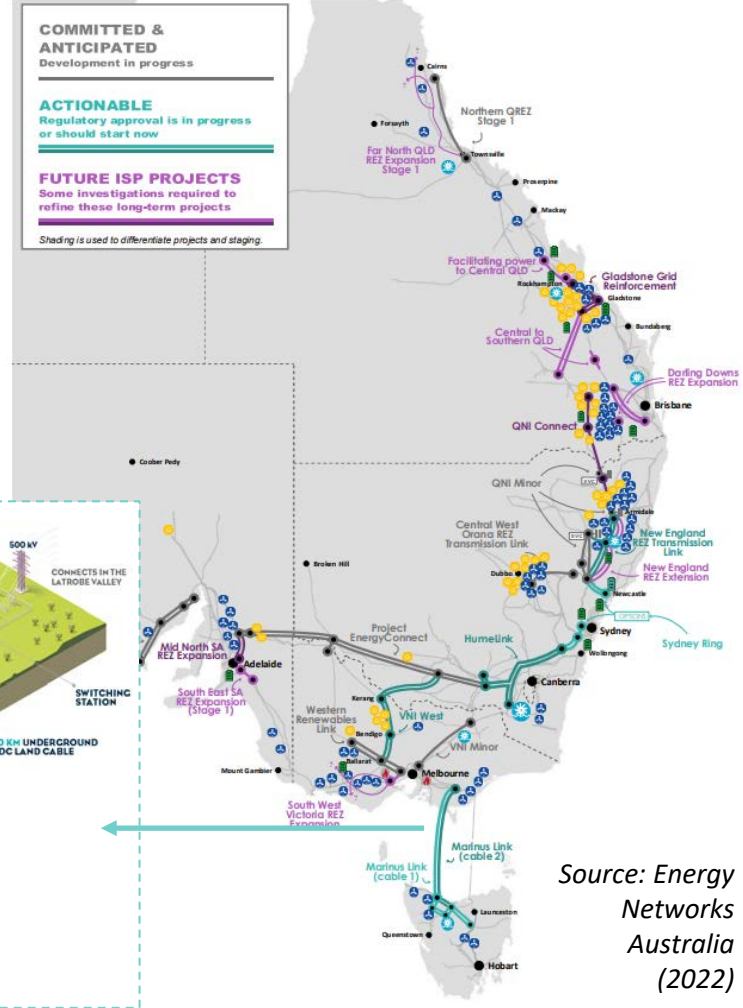 COMMITTED &
ANTICIPATED
Development in progress
ACTIONABLE
Regulatory approval is in progress
or should start now
FUTURE ISP PROJECTS
Some investigations required to
refine these long-term projects
Shading is used to differentiate projects and staging.
Cairns
Northern QREZ
Stage 1
Forsayth
Far North QLD
REZ Expansion
Stage 1
Townsville
Proserpine
Mackay
Facilitating power
to Central QLD
Rockhampton
Gladstone Grid
Reinforcement
Gladstone
Central to
Southern QLD
Bundaberg
Darling Downs
REZ Expansion
Brisbane
QNI Connect
Coober Pedy
QNI Minor
Armidale
Central West
Orana REZ
Transmission Link
New England
REZ Transmission
Link
New England
REZ Extension
Dubbo
Broken Hill
Newcastle
OPTIONS
Sydney
Sydney Ring
Wollongong
Project
EnergyConnect
HumeLink
Canberra
Mid North SA
REZ Expansion
Adelaide
South East SA
REZ Expansion
(Stage 1)
Kerang
VNI West
Western
Renewables
Link
Bendigo
VNI Minor
Ballarat
Melbourne
Mount Gambier
South West
Victoria REZ
Expansion
Marinus Link
(cable 2)
Marinus Link
(cable 1)
Launceston
Queenstown
Hobart
500 kV
CONNECTS IN THE
LATROBE VALLEY
SWITCHING
STATION
KM UNDERGROUND
DC LAND CABLE
Source: Energy
Networks
Australia
(2022)